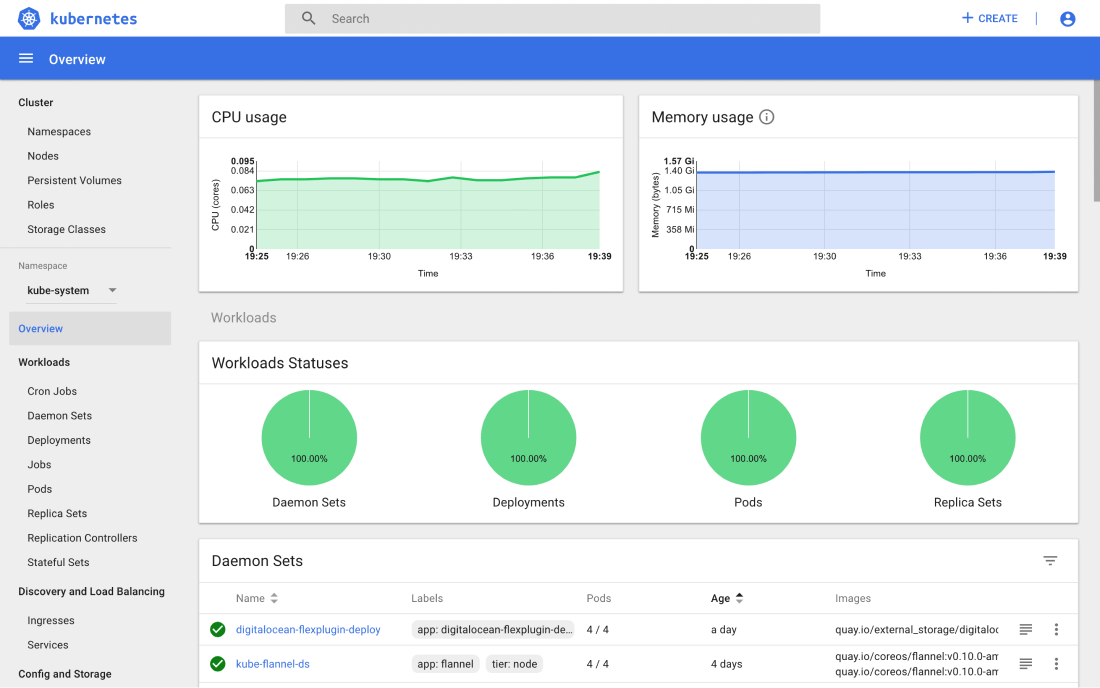 kubernetes
Search
CREATE
Overview
Cluster
Namespaces
Nodes
Persistent Volumes
Roles
Storage Classes
Namespace
kube-system
Overview
Workloads
Cron Jobs
Daemon Sets
Deployments
Jobs
Pods
Replica Sets
Replication Controllers
Stateful Sets
Discovery and Load Balancing
Ingresses
Services
Config and Storage
CPU usage
CPU (cores)
0.095
0.084
0.063
0.042
0.021
0
19:25 19:26 19:30 19:33 19:36 19:39
Time
Memory usage
Memory (bytes)
1.57 Gi
1.40 Gi
1.05 Gi
715 Mi
358 Mi
0
19:25 19:26 19:30 19:33 19:36 19:39
Time
Workloads
Workloads Statuses
100.00% 100.00% 100.00% 100.00%
Daemon Sets Deployments Pods Replica Sets
Daemon Sets
Name Labels Pods Age Images
digitalocean-flexplugin-deploy app: digitalocean-flexplugin-de... 4 / 4 a day quay.io/external_storage/digitaloc
kube-flannel-ds app: flannel tier: node 4 / 4 4 days quay.io/coreos/flannel:v0.10.0-am
quay.io/coreos/flannel:v0.10.0-am